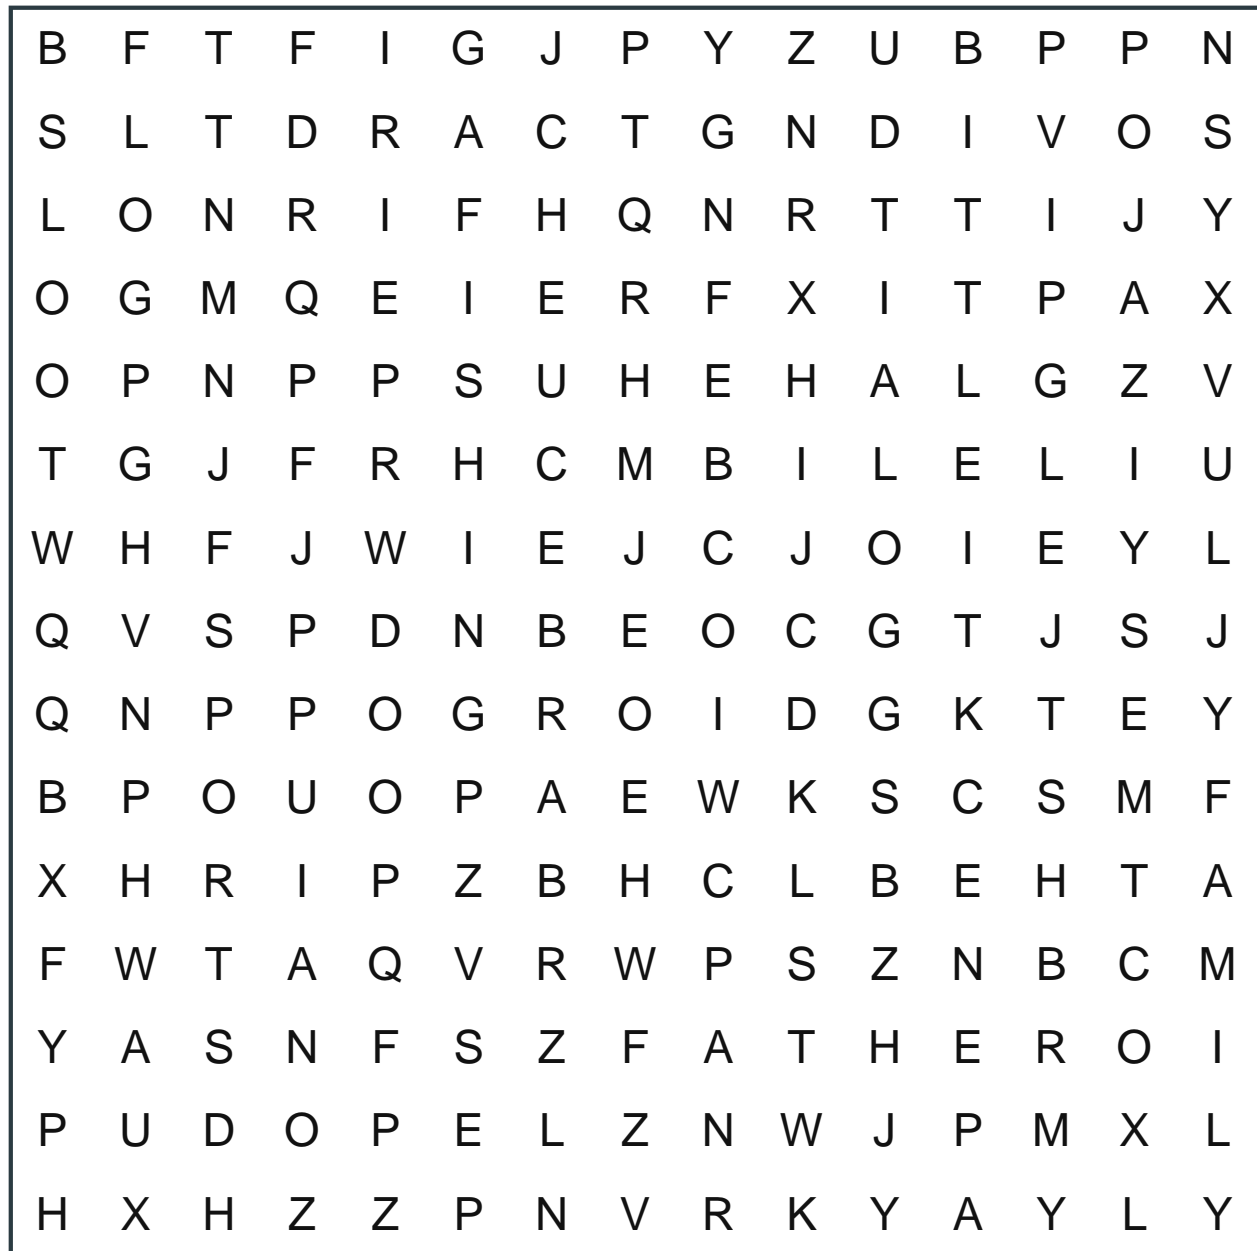 B F T F I G J P Y Z U B P P N
S L T D R A C T G N D I V O S
L O N R I F H Q N R T T I J Y
O G M Q E I E R F X I T P A X
O P N P P S U H E H A L G Z V
T G J F R H C M B I L E L I U
W H F J W I E J C J O I E Y L
Q V S P D N B E O C G T J S J
Q N P P O G R O I D G K T E Y
B P O U O P A E W K S C S M F
X H R I P Z B H C L B E H T A
F W T A Q V R W P S Z N B C M
Y A S N F S Z F A T H E R O I
P U D O P E L Z N W J P M X L
H X H Z Z P N V R K Y A Y L Y